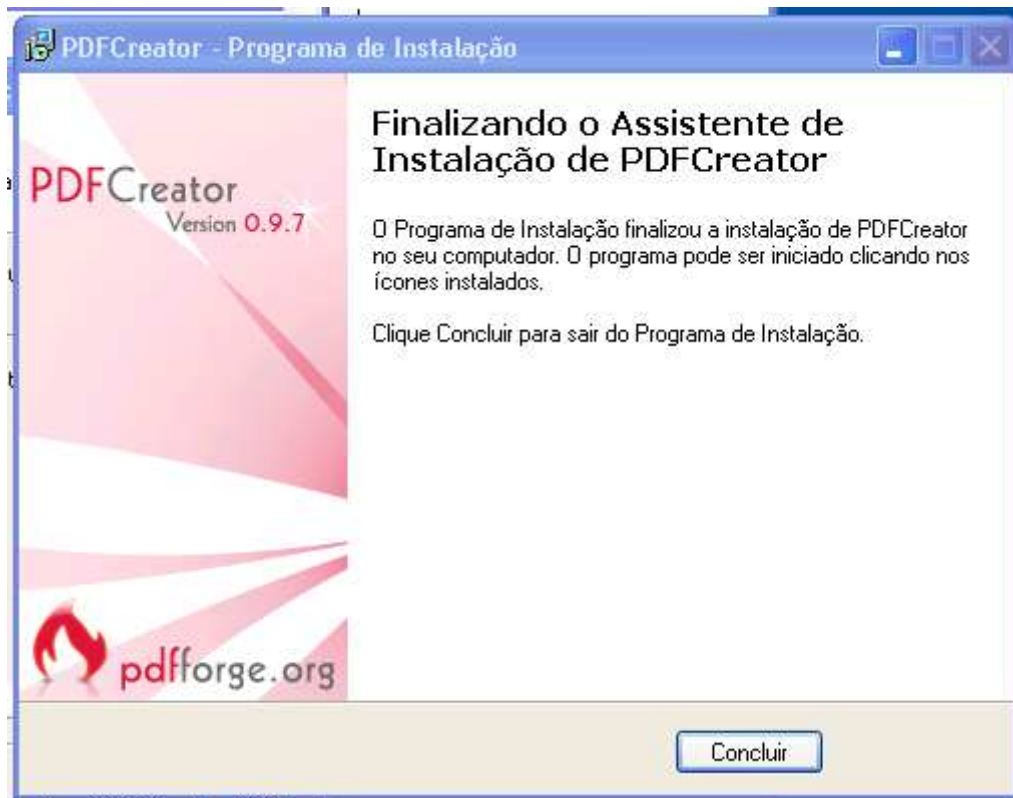 PDFCreator - Programa de Instalação
PDFCreator
Version 0.9.7
Finalizando o Assistente de
Instalação de PDFCreator
O Programa de Instalação finalizou a instalação de PDFCreator
no seu computador. O programa pode ser iniciado clicando nos
ícones instalados.
Clique Concluir para sair do Programa de Instalação.
pdfforge.org
Concluir